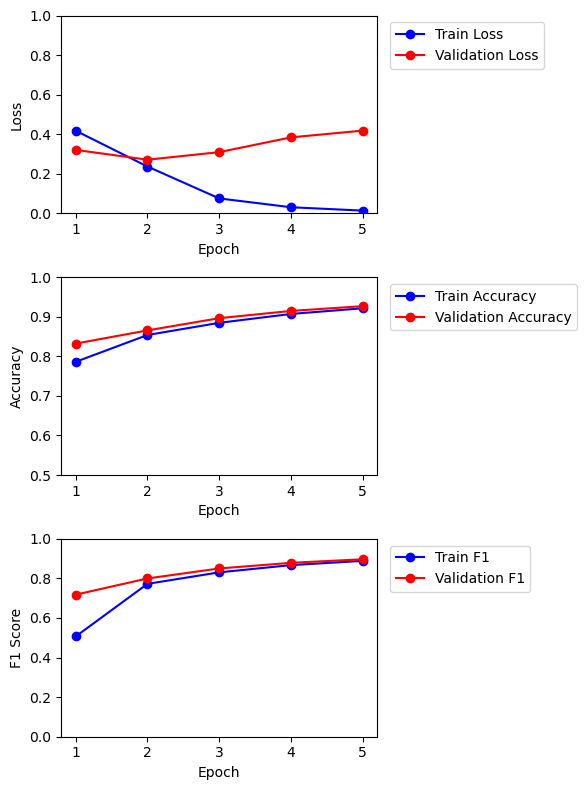 1.0
Train Loss
Validation Loss
0.8
0.6
Loss
0.4
0.2
0.0
1 2 3 4 5
Epoch
1.0
Train Accuracy
Validation Accuracy
0.9
0.8
Accuracy
0.7
0.6
0.5
1 2 3 4 5
Epoch
1.0
Train F1
Validation F1
0.8
0.6
F1 Score
0.4
0.2
0.0
1 2 3 4 5
Epoch